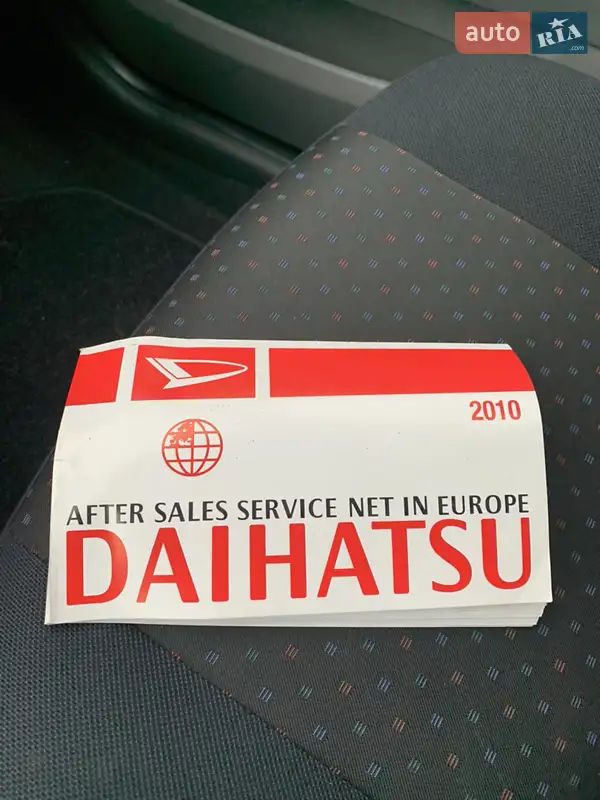 auto RIA.com
2010
AFTER SALES SERVICE NET IN EUROPE
DAIHATSU